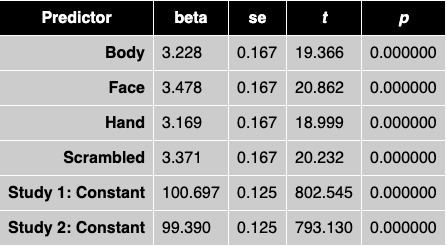 Predictor beta se t p
Body 3.228 0.167 19.366 0.000000
Face 3.478 0.167 20.862 0.000000
Hand 3.169 0.167 18.999 0.000000
Scrambled 3.371 0.167 20.232 0.000000
Study 1: Constant 100.697 0.125 802.545 0.000000
Study 2: Constant 99.390 0.125 793.130 0.000000